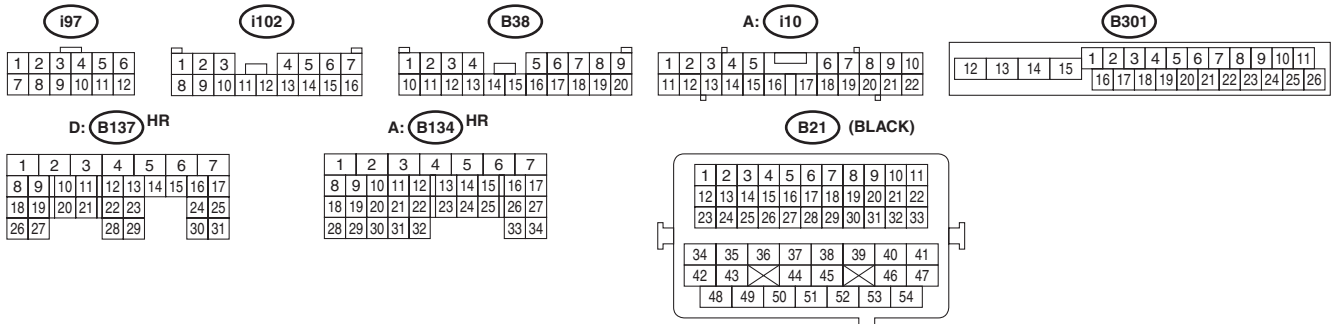 i97
i102
B38
A: i10
B301
1 2 3 4 5 6
7 8 9 10 11 12
1 2 3 4 5 6 7
8 9 10 11 12 13 14 15 16
1 2 3 4 5 6 7 8 9
10 11 12 13 14 15 16 17 18 19 20
1 2 3 4 5 6 7 8 9 10
11 12 13 14 15 16 17 18 19 20 21 22
12 13 14 15
1 2 3 4 5 6 7 8 9 10 11
16 17 18 19 20 21 22 23 24 25 26
D: B137 HR
A: B134 HR
B21 (BLACK)
1 2 3 4 5 6 7
8 9 10 11 12 13 14 15 16 17
18 19 20 21 22 23 24 25
26 27 28 29 30 31
1 2 3 4 5 6 7
8 9 10 11 12 13 14 15 16 17
18 19 20 21 22 23 24 25 26 27
28 29 30 31 32 33 34
1 2 3 4 5 6 7 8 9 10 11
12 13 14 15 16 17 18 19 20 21 22
23 24 25 26 27 28 29 30 31 32 33
34 35 36 37 38 39 40 41
42 43 44 45 46 47
48 49 50 51 52 53 54